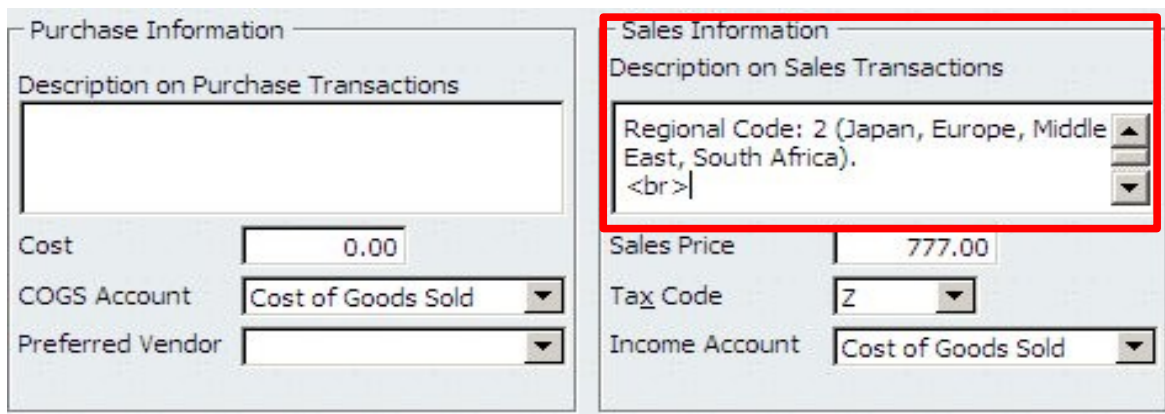 Purchase Information
Description on Purchase Transactions
Cost
0.00
COGS Account
Cost of Goods Sold
Preferred Vendor
Sales Information
Description on Sales Transactions
Regional Code: 2 (Japan, Europe, Middle
East, South Africa).
<br>
Sales Price
777.00
Tax Code
Z
Income Account
Cost of Goods Sold